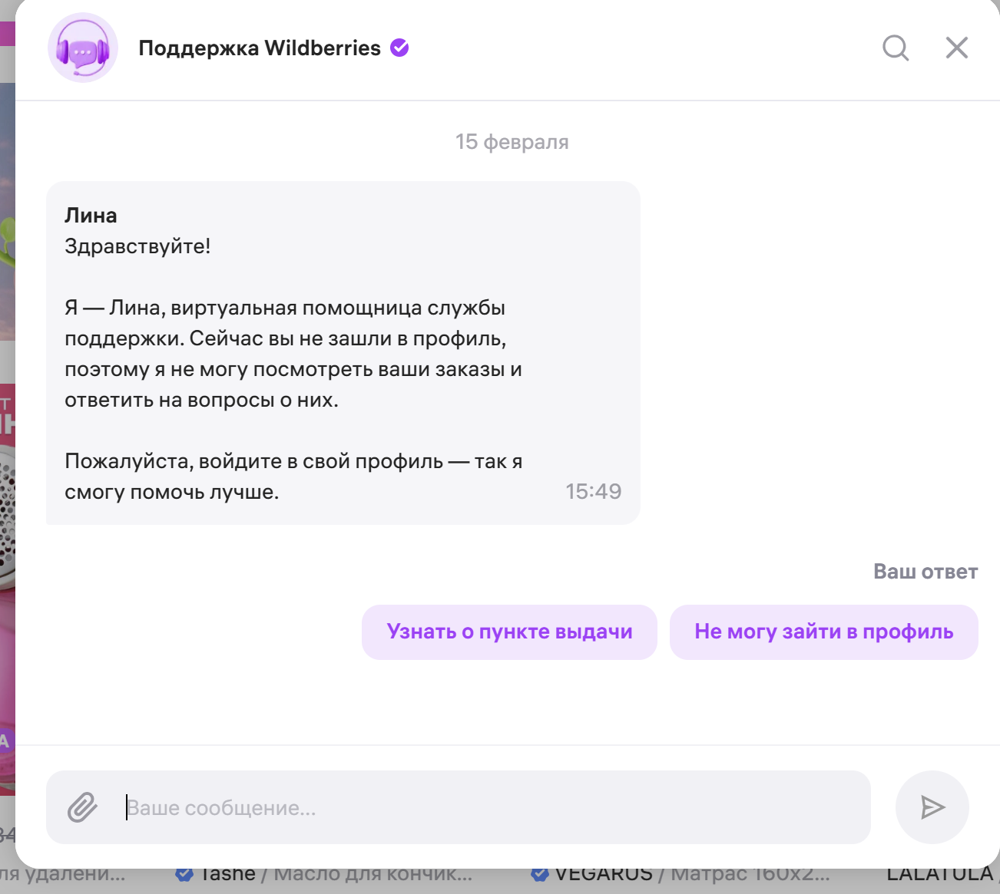 Поддержка Wildberries
15 февраля
Лина
Здравствуйте!
Я — Лина, виртуальная помощница службы
поддержки. Сейчас вы не зашли в профиль,
поэтому я не могу посмотреть ваши заказы и
ответить на вопросы о них.
Пожалуйста, войдите в свой профиль — так я
смогу помочь лучше.
15:49
Ваш ответ
Узнать о пункте выдачи
Не могу зайти в профиль
Ваше сообщение...
удалени...
Tashe / Масло для кончик...
VEGARUS / Матрас 160x2...
LALATULA